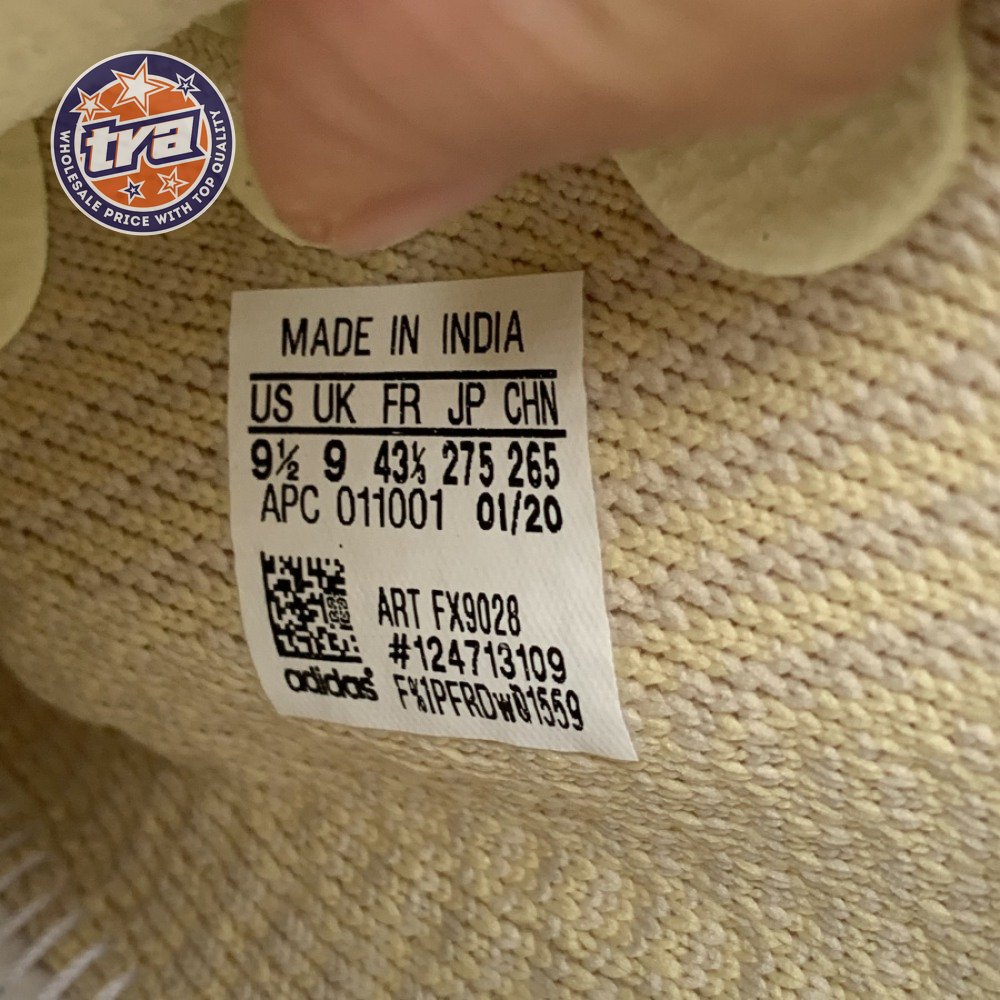 tra
WHOLESALE PRICE WITH TOP QUALITY
MADE IN INDIA
US UK FR JP CHN
9½ 9 43⅓ 275 265
APC 011001 01/20
ART FX9028
#124713109
adidas